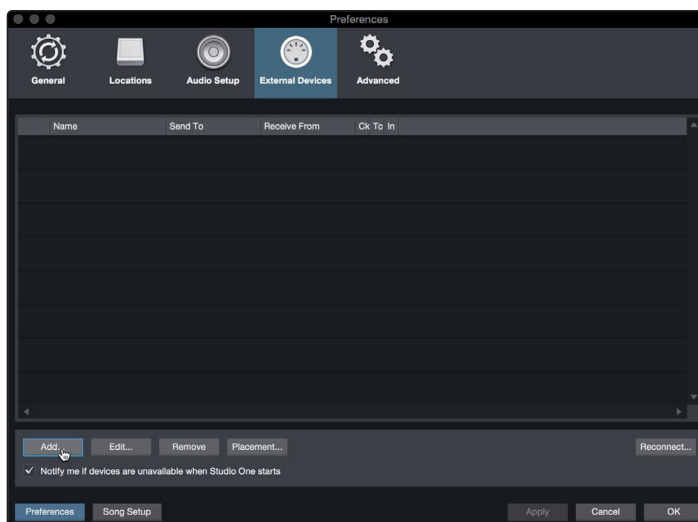 Preferences
General Locations Audio Setup External Devices Advanced
Name Send To Receive From Ck Tc In
Add... Edit... Remove Placement... Reconnect...
Notify me if devices are unavailable when Studio One starts
Preferences Song Setup Apply Cancel OK